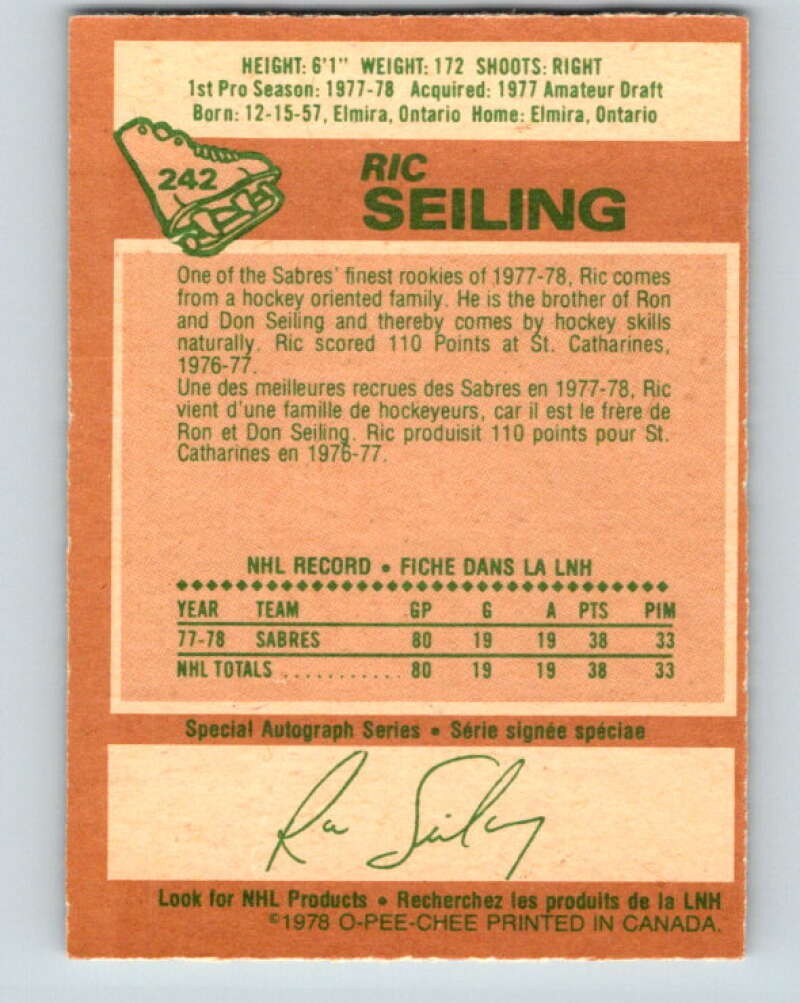 HEIGHT: 6'1" WEIGHT: 172 SHOOTS: RIGHT
1st Pro Season: 1977-78 Acquired: 1977 Amateur Draft
Born: 12-15-57, Elmira, Ontario Home: Elmira, Ontario
242
RIC
SEILING
One of the Sabres' finest rookies of 1977-78, Ric comes
from a hockey oriented family. He is the brother of Ron
and Don Seiling and thereby comes by hockey skills
naturally. Ric scored 110 Points at St. Catharines,
1976-77.
Une des meilleures recrues des Sabres en 1977-78, Ric
vient d'une famille de hockeyeurs, car il est le frère de
Ron et Don Seiling. Ric produisit 110 points pour St.
Catharines en 1976-77.
NHL RECORD • FICHE DANS LA LNH
YEAR TEAM GP G A PTS PIM
77-78 SABRES 80 19 19 38 33
NHL TOTALS ........... 80 19 19 38 33
Special Autograph Series • Série signée spéciae
Ric Seiling
Look for NHL Products • Recherchez les produits de la LNH
©1978 O-PEE-CHEE PRINTED IN CANADA.